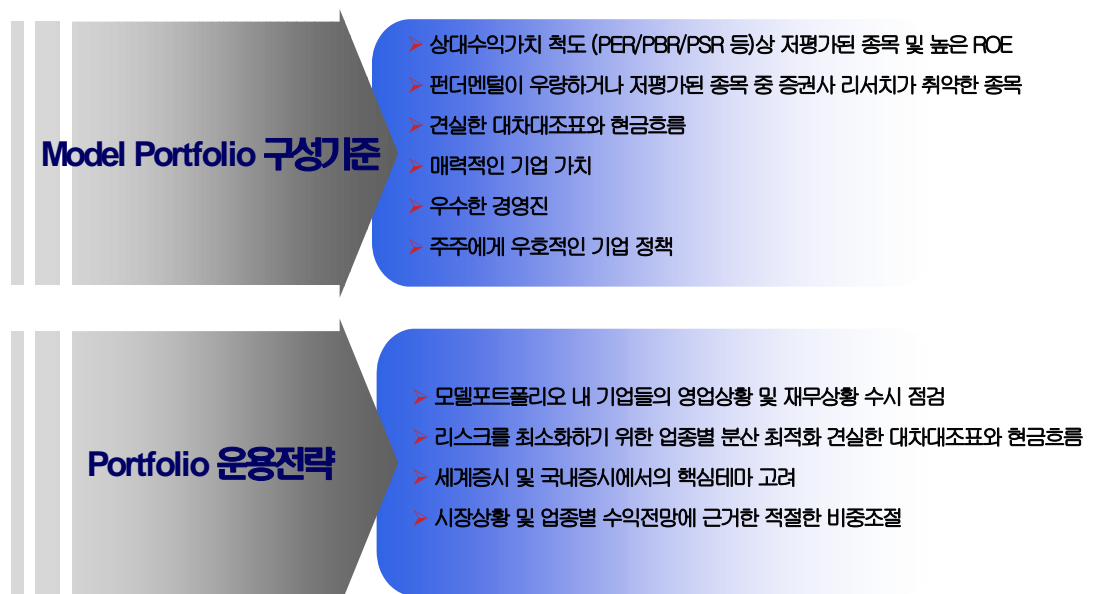 Model Portfolio 구성기준
상대수익가치 척도 (PER/PBR/PSR 등)상 저평가된 종목 및 높은 ROE
펀더멘털이 우량하거나 저평가된 종목 중 증권사 리서치가 취약한 종목
견실한 대차대조표와 현금흐름
매력적인 기업 가치
우수한 경영진
주주에게 우호적인 기업 정책
Portfolio 운용전략
모델포트폴리오 내 기업들의 영업상황 및 재무상황 수시 점검
리스크를 최소화하기 위한 업종별 분산 최적화 견실한 대차대조표와 현금흐름
세계증시 및 국내증시에서의 핵심테마 고려
시장상황 및 업종별 수익전망에 근거한 적절한 비중조절